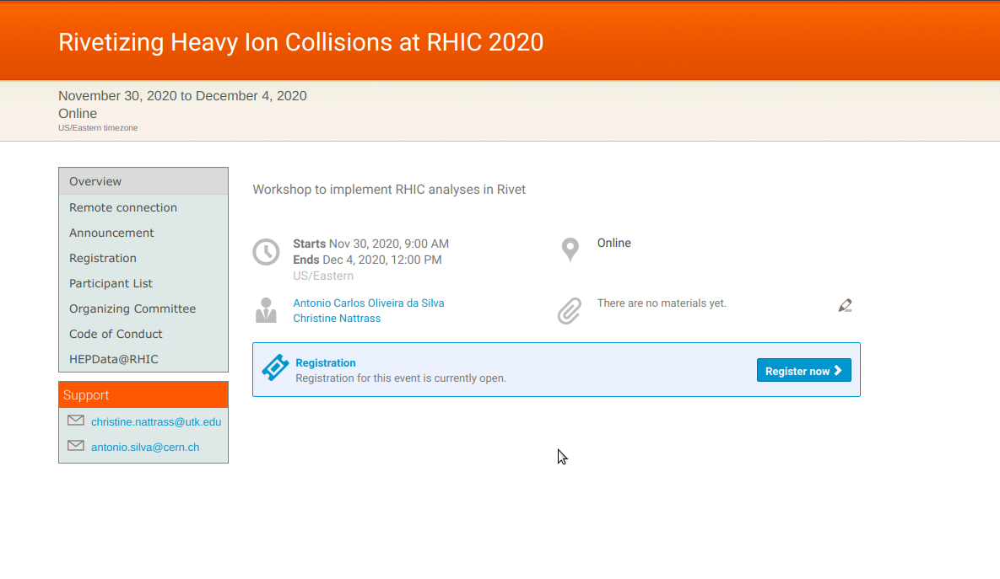 Rivetizing Heavy Ion Collisions at RHIC 2020
November 30, 2020 to December 4, 2020
Online
US/Eastern timezone
Overview
Remote connection
Announcement
Registration
Participant List
Organizing Committee
Code of Conduct
HEPData@RHIC
Support
christine.nattrass@utk.edu
antonio.silva@cern.ch
Workshop to implement RHIC analyses in Rivet
Starts Nov 30, 2020, 9:00 AM
Ends Dec 4, 2020, 12:00 PM
US/Eastern
Online
Antonio Carlos Oliveira da Silva
Christine Nattrass
There are no materials yet.
Registration
Registration for this event is currently open.
Register now